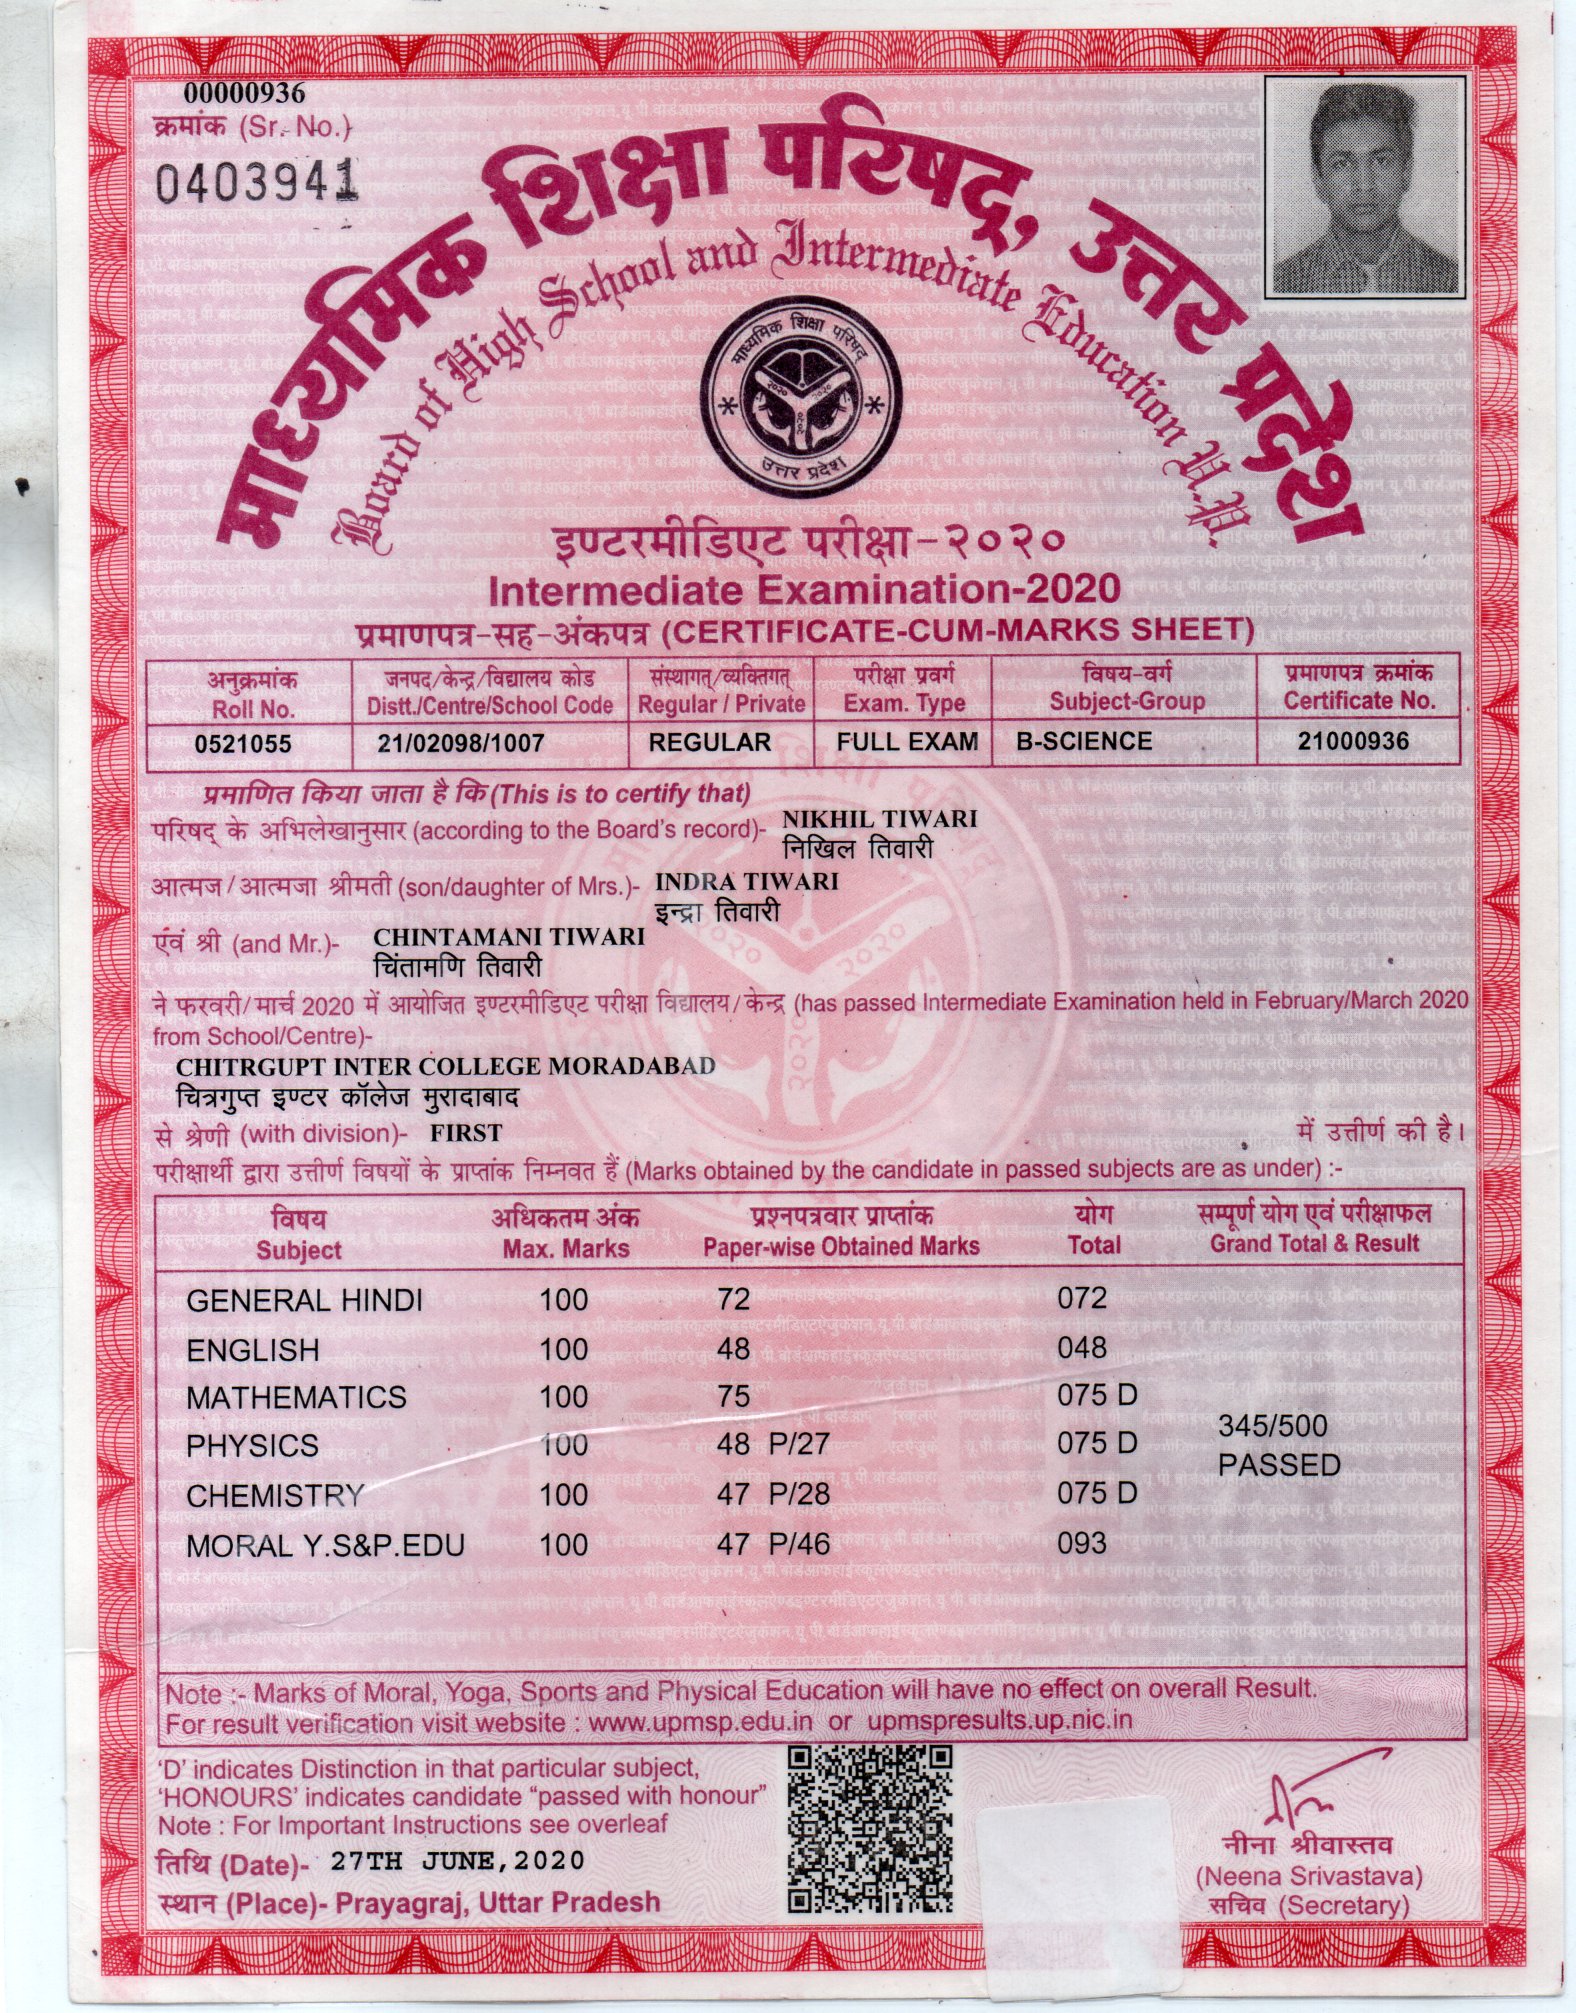 00000936
क्रमांक (Sr. No.)
0403941
माध्यमिक शिक्षा परिषद्, उत्तर प्रदेश
Board of High School and Intermediate Education U.P.
माध्यमिक शिक्षा परिषद्
२०२० २०२०
२०२०
उत्तर प्रदेश
इण्टरमीडिएट परीक्षा-२०२०
Intermediate Examination-2020
प्रमाणपत्र-सह-अंकपत्र (CERTIFICATE-CUM-MARKS SHEET)
अनुक्रमांक जनपद/केन्द्र/विद्यालय कोड संस्थागत्/व्यक्तिगत् परीक्षा प्रवर्ग विषय-वर्ग प्रमाणपत्र क्रमांक
Roll No. Distt./Centre/School Code Regular / Private Exam. Type Subject-Group Certificate No.
0521055 21/02098/1007 REGULAR FULL EXAM B-SCIENCE 21000936
प्रमाणित किया जाता है कि (This is to certify that)
परिषद् के अभिलेखानुसार (according to the Board's record)- NIKHIL TIWARI
निखिल तिवारी
आत्मज/आत्मजा श्रीमती (son/daughter of Mrs.)- INDRA TIWARI
इन्द्रा तिवारी
एंव श्री (and Mr.)- CHINTAMANI TIWARI
चिंतामणि तिवारी
ने फरवरी/मार्च 2020 में आयोजित इण्टरमीडिएट परीक्षा विद्यालय/केन्द्र (has passed Intermediate Examination held in February/March 2020
from School/Centre)-
CHITRGUPT INTER COLLEGE MORADABAD
चित्रगुप्त इण्टर कॉलेज मुरादाबाद
से श्रेणी (with division)- FIRST में उत्तीर्ण की है।
परीक्षार्थी द्वारा उत्तीर्ण विषयों के प्राप्तांक निम्नवत हैं (Marks obtained by the candidate in passed subjects are as under) :-
विषय अधिकतम अंक प्रश्नपत्रवार प्राप्तांक योग सम्पूर्ण योग एवं परीक्षाफल
Subject Max. Marks Paper-wise Obtained Marks Total Grand Total & Result
GENERAL HINDI 100 72 072
ENGLISH 100 48 048
MATHEMATICS 100 75 075 D
345/500
PHYSICS 100 48 P/27 075 D
PASSED
CHEMISTRY 100 47 P/28 075 D
MORAL Y.S&P.EDU 100 47 P/46 093
Note :- Marks of Moral, Yoga, Sports and Physical Education will have no effect on overall Result.
For result verification visit website : www.upmsp.edu.in or upmspresults.up.nic.in
'D' indicates Distinction in that particular subject,
'HONOURS' indicates candidate "passed with honour"
Note : For Important Instructions see overleaf
तिथि (Date)- 27TH JUNE,2020
स्थान (Place)- Prayagraj, Uttar Pradesh
नीना श्रीवास्तव
(Neena Srivastava)
सचिव (Secretary)